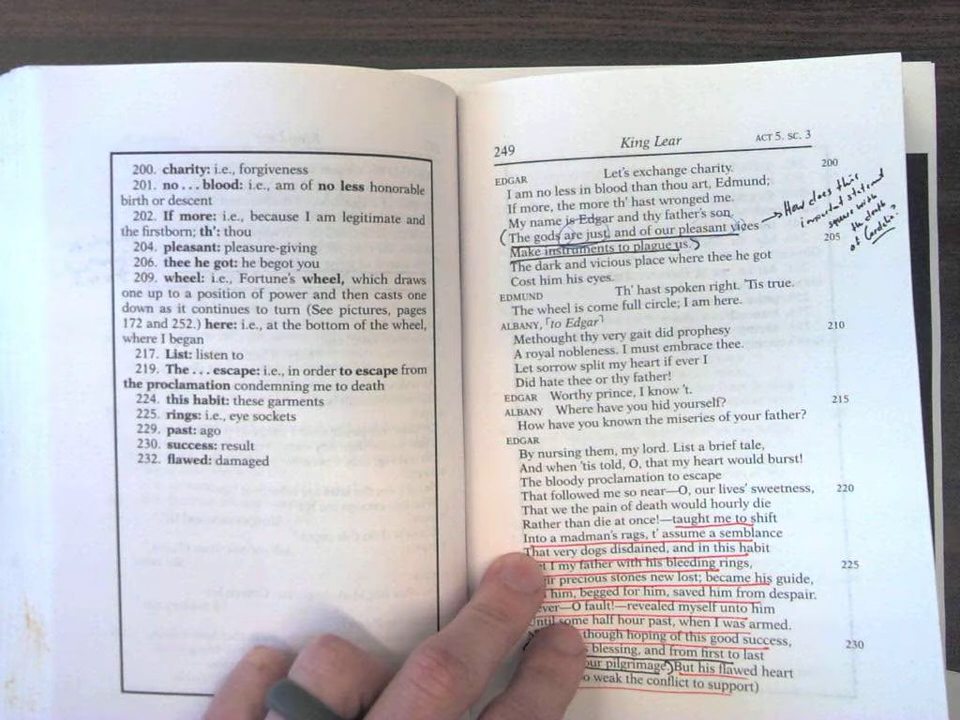 200. charity: i.e., forgiveness
201. no . . . blood: i.e., am of no less honorable
birth or descent
202. If more: i.e., because I am legitimate and
the firstborn; th': thou
204. pleasant: pleasure-giving
206. thee he got: he begot you
209. wheel: i.e., Fortune's wheel, which draws
one up to a position of power and then casts one
down as it continues to turn (See pictures, pages
172 and 252.) here: i.e., at the bottom of the wheel,
where I began
217. List: listen to
219. The . . . escape: i.e., in order to escape from
the proclamation condemning me to death
224. this habit: these garments
225. rings: i.e., eye sockets
229. past: ago
230. success: result
232. flawed: damaged
249 King Lear ACT 5. SC. 3
EDGAR Let's exchange charity. 200
I am no less in blood than thou art, Edmund;
If more, the more th' hast wronged me.
My name is Edgar and thy father's son.
The gods are just, and of our pleasant vices
Make instruments to plague us. 205
The dark and vicious place where thee he got
Cost him his eyes.
EDMUND Th' hast spoken right. 'Tis true.
The wheel is come full circle; I am here.
ALBANY, ⌜to Edgar⌝
Methought thy very gait did prophesy 210
A royal nobleness. I must embrace thee.
Let sorrow split my heart if ever I
Did hate thee or thy father!
EDGAR Worthy prince, I know 't.
ALBANY Where have you hid yourself? 215
How have you known the miseries of your father?
EDGAR
By nursing them, my lord. List a brief tale,
And when 'tis told, O, that my heart would burst!
The bloody proclamation to escape
That followed me so near—O, our lives' sweetness, 220
That we the pain of death would hourly die
Rather than die at once!—taught me to shift
Into a madman's rags, t' assume a semblance
That very dogs disdained, and in this habit
I my father with his bleeding rings, 225
precious stones new lost; became his guide,
him, begged for him, saved him from despair.
O fault!—revealed myself unto him
some half hour past, when I was armed.
though hoping of this good success, 230
blessing, and from first to last
pilgrimage. But his flawed heart
weak the conflict to support)
How does this
important statement
square with
the death
of Cordelia?